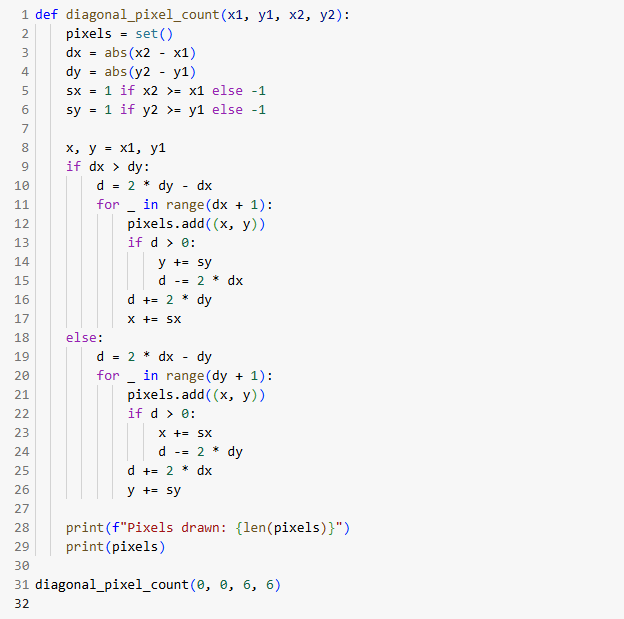 1 def diagonal_pixel_count(x1, y1, x2, y2):
2     pixels = set()
3     dx = abs(x2 - x1)
4     dy = abs(y2 - y1)
5     sx = 1 if x2 >= x1 else -1
6     sy = 1 if y2 >= y1 else -1
7
8     x, y = x1, y1
9     if dx > dy:
10         d = 2 * dy - dx
11         for _ in range(dx + 1):
12             pixels.add((x, y))
13             if d > 0:
14                 y += sy
15                 d -= 2 * dx
16             d += 2 * dy
17             x += sx
18     else:
19         d = 2 * dx - dy
20         for _ in range(dy + 1):
21             pixels.add((x, y))
22             if d > 0:
23                 x += sx
24                 d -= 2 * dy
25             d += 2 * dx
26             y += sy
27
28     print(f"Pixels drawn: {len(pixels)}")
29     print(pixels)
30
31 diagonal_pixel_count(0, 0, 6, 6)
32